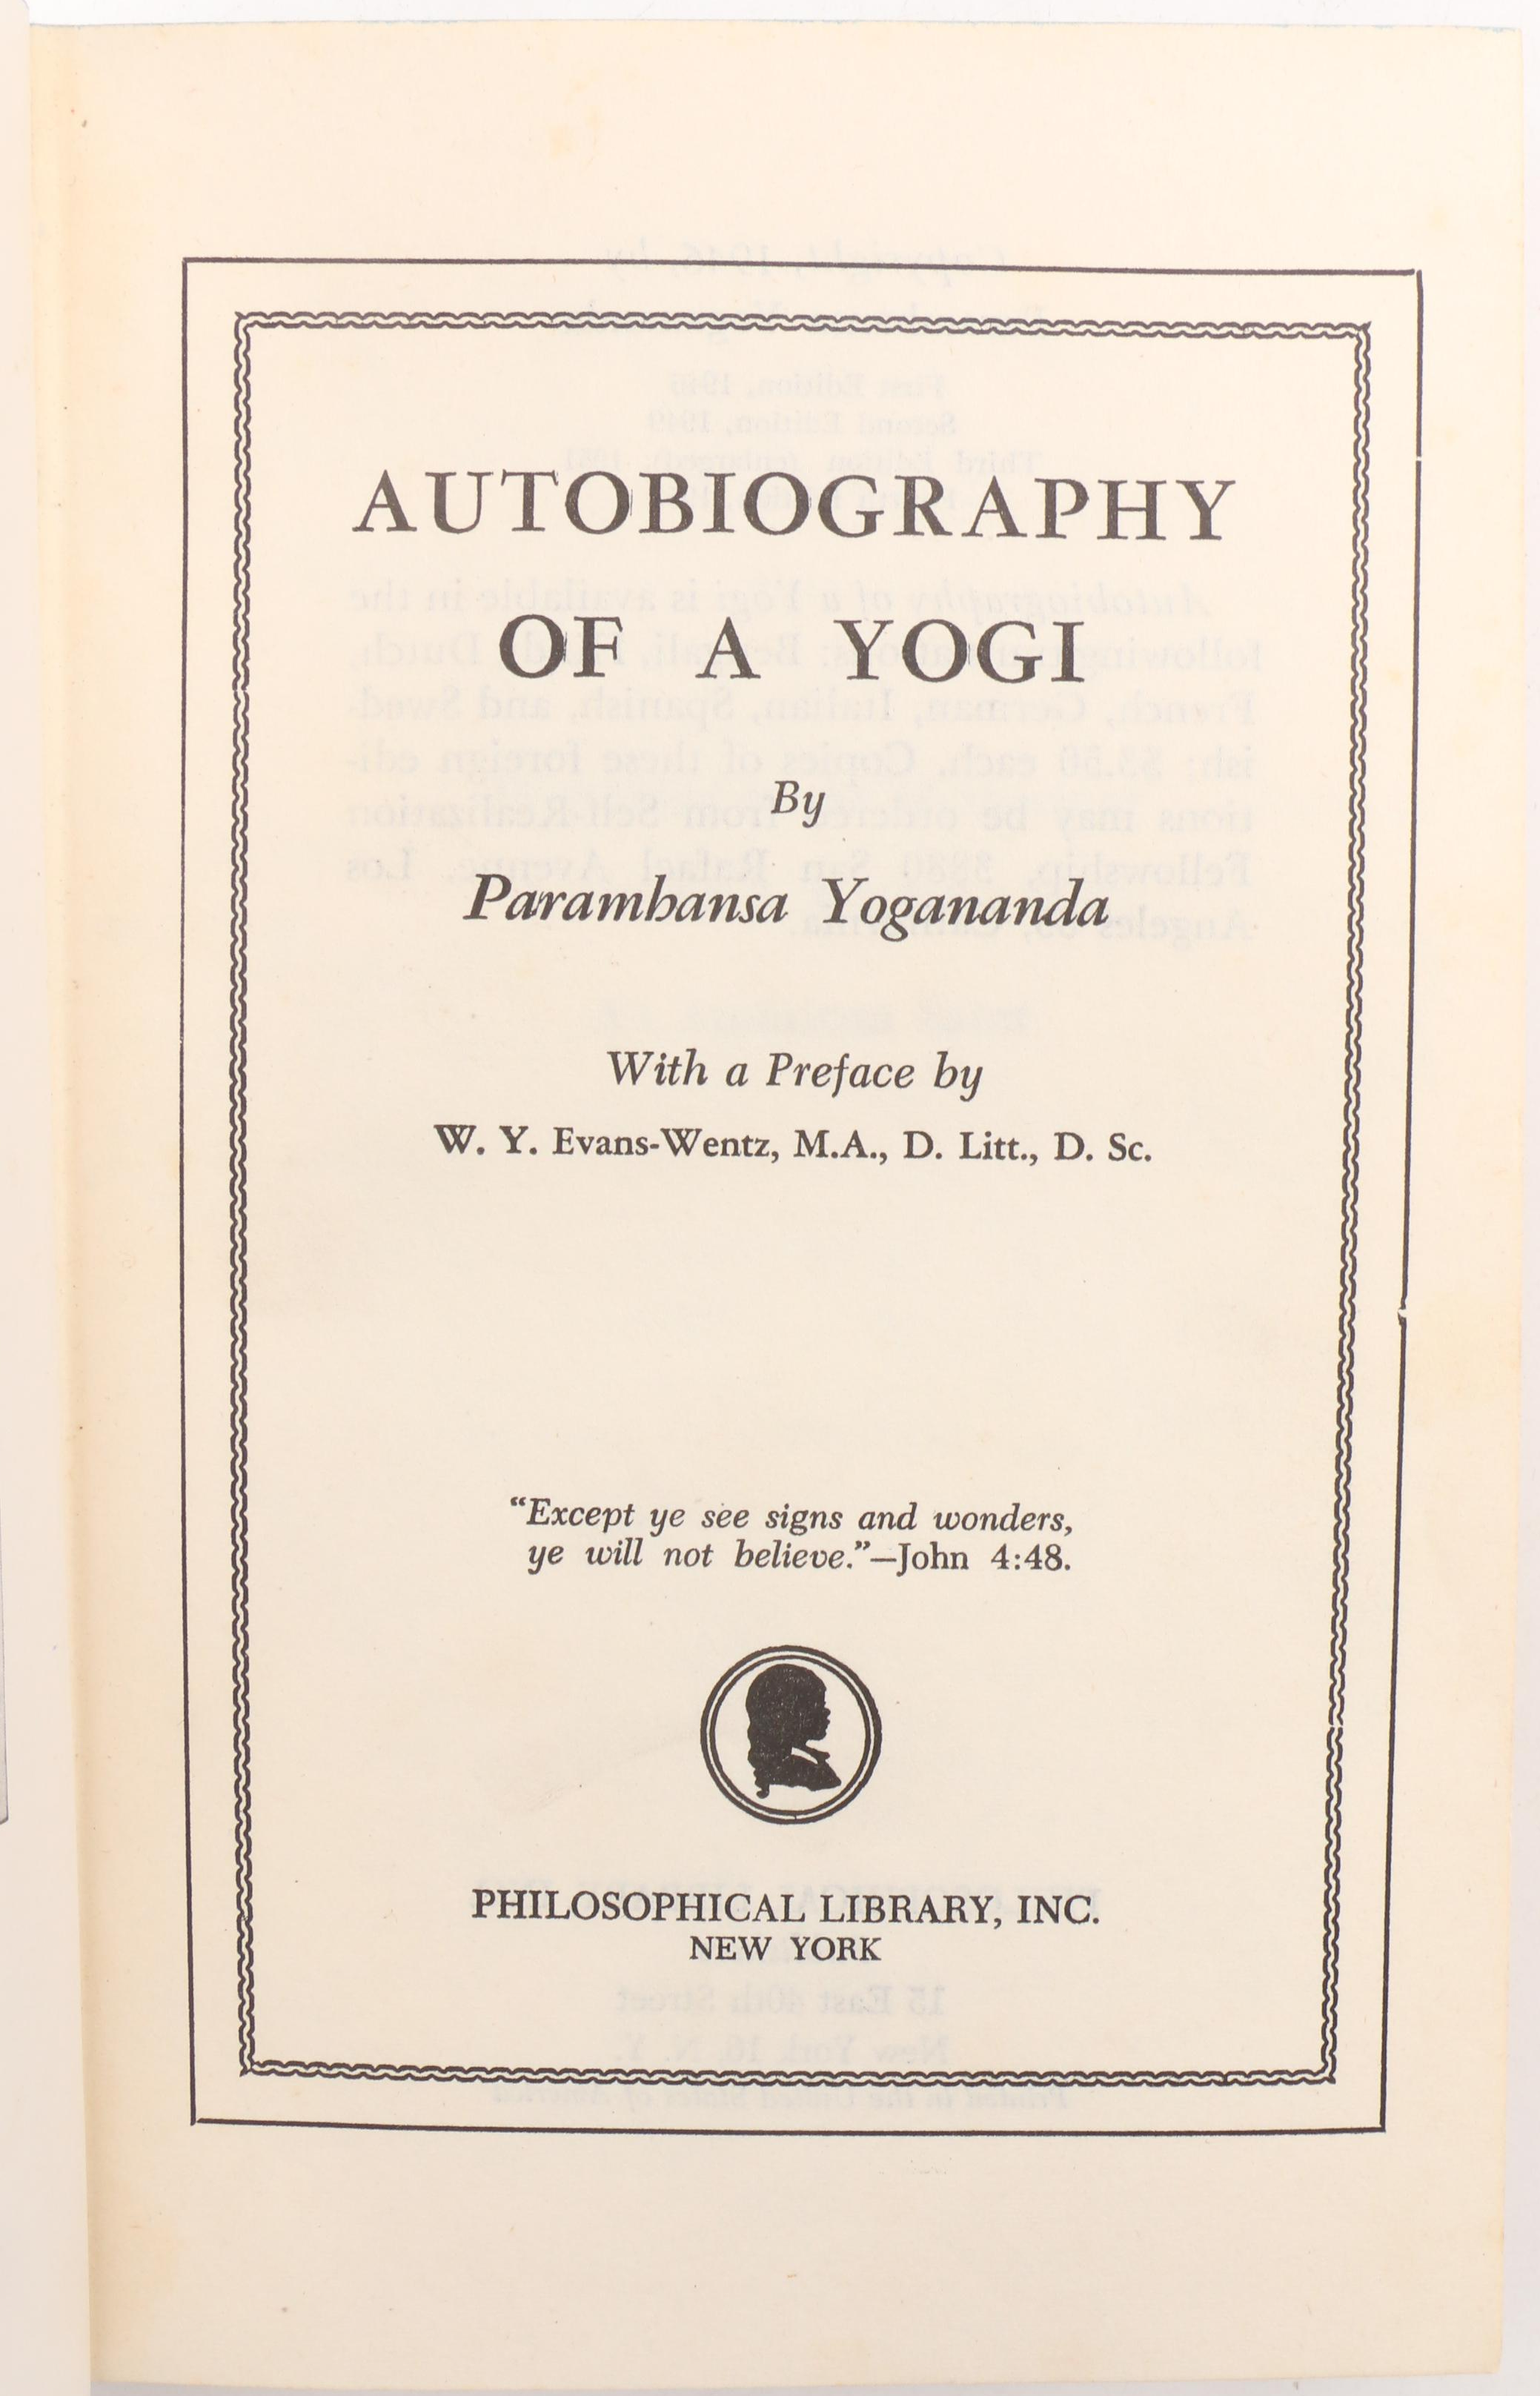 AUTOBIOGRAPHY
OF A YOGI
By
Paramhansa Yogananda
With a Preface by
W. Y. Evans-Wentz, M.A., D. Litt., D. Sc.
“Except ye see signs and wonders,
ye will not believe.”—John 4:48.
PHILOSOPHICAL LIBRARY, INC.
NEW YORK